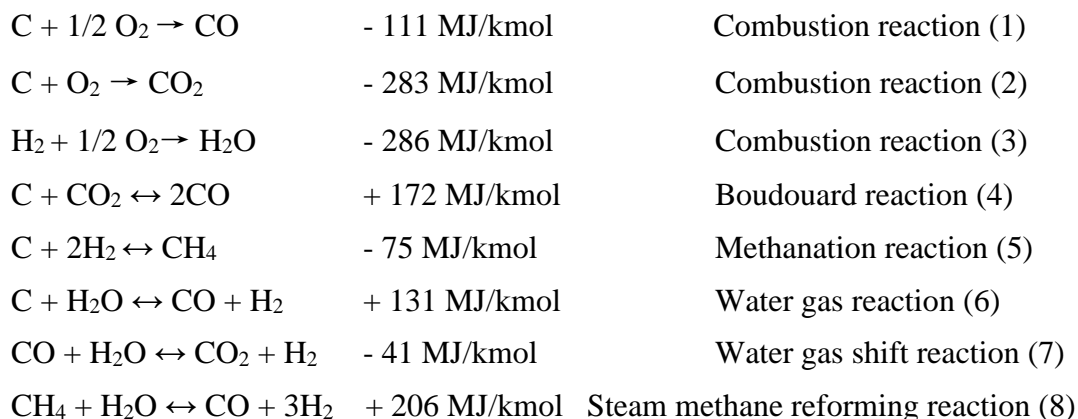 C + 1/2 O₂ → CO - 111 MJ/kmol Combustion reaction (1)
C + O₂ → CO₂ - 283 MJ/kmol Combustion reaction (2)
H₂ + 1/2 O₂→ H₂O - 286 MJ/kmol Combustion reaction (3)
C + CO₂ ↔ 2CO + 172 MJ/kmol Boudouard reaction (4)
C + 2H₂ ↔ CH₄ - 75 MJ/kmol Methanation reaction (5)
C + H₂O ↔ CO + H₂ + 131 MJ/kmol Water gas reaction (6)
CO + H₂O ↔ CO₂ + H₂ - 41 MJ/kmol Water gas shift reaction (7)
CH₄ + H₂O ↔ CO + 3H₂ + 206 MJ/kmol Steam methane reforming reaction (8)